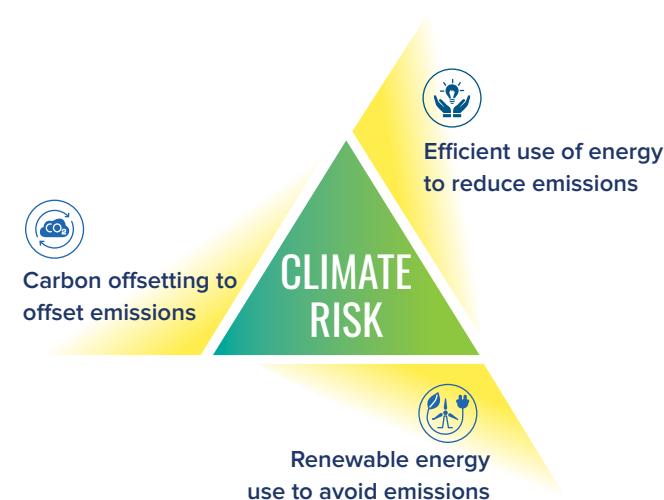 Efficient use of energy
to reduce emissions
CO2
Carbon offsetting to
offset emissions
CLIMATE
RISK
Renewable energy
use to avoid emissions